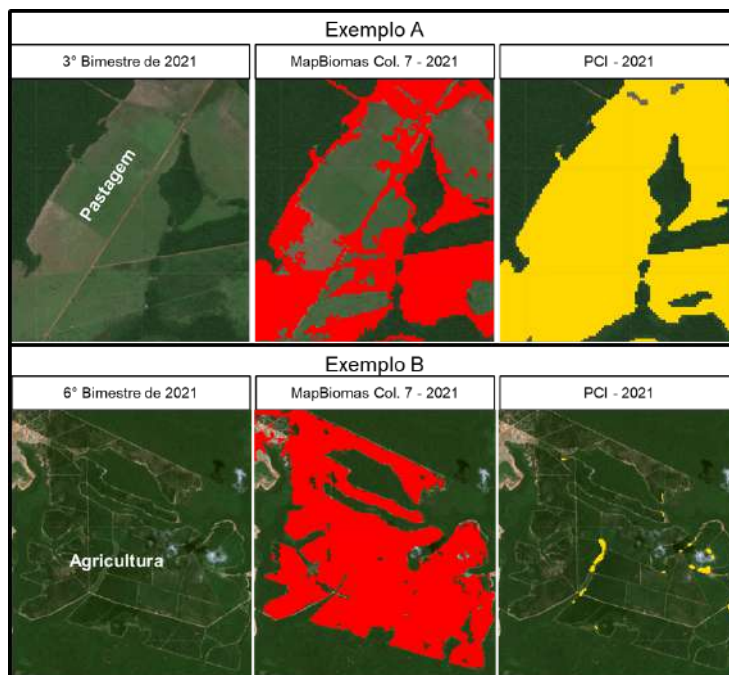 Exemplo A
3° Bimestre de 2021
MapBiomas Col. 7 - 2021
PCI - 2021
Pastagem
Exemplo B
6° Bimestre de 2021
MapBiomas Col. 7 - 2021
PCI - 2021
Agricultura